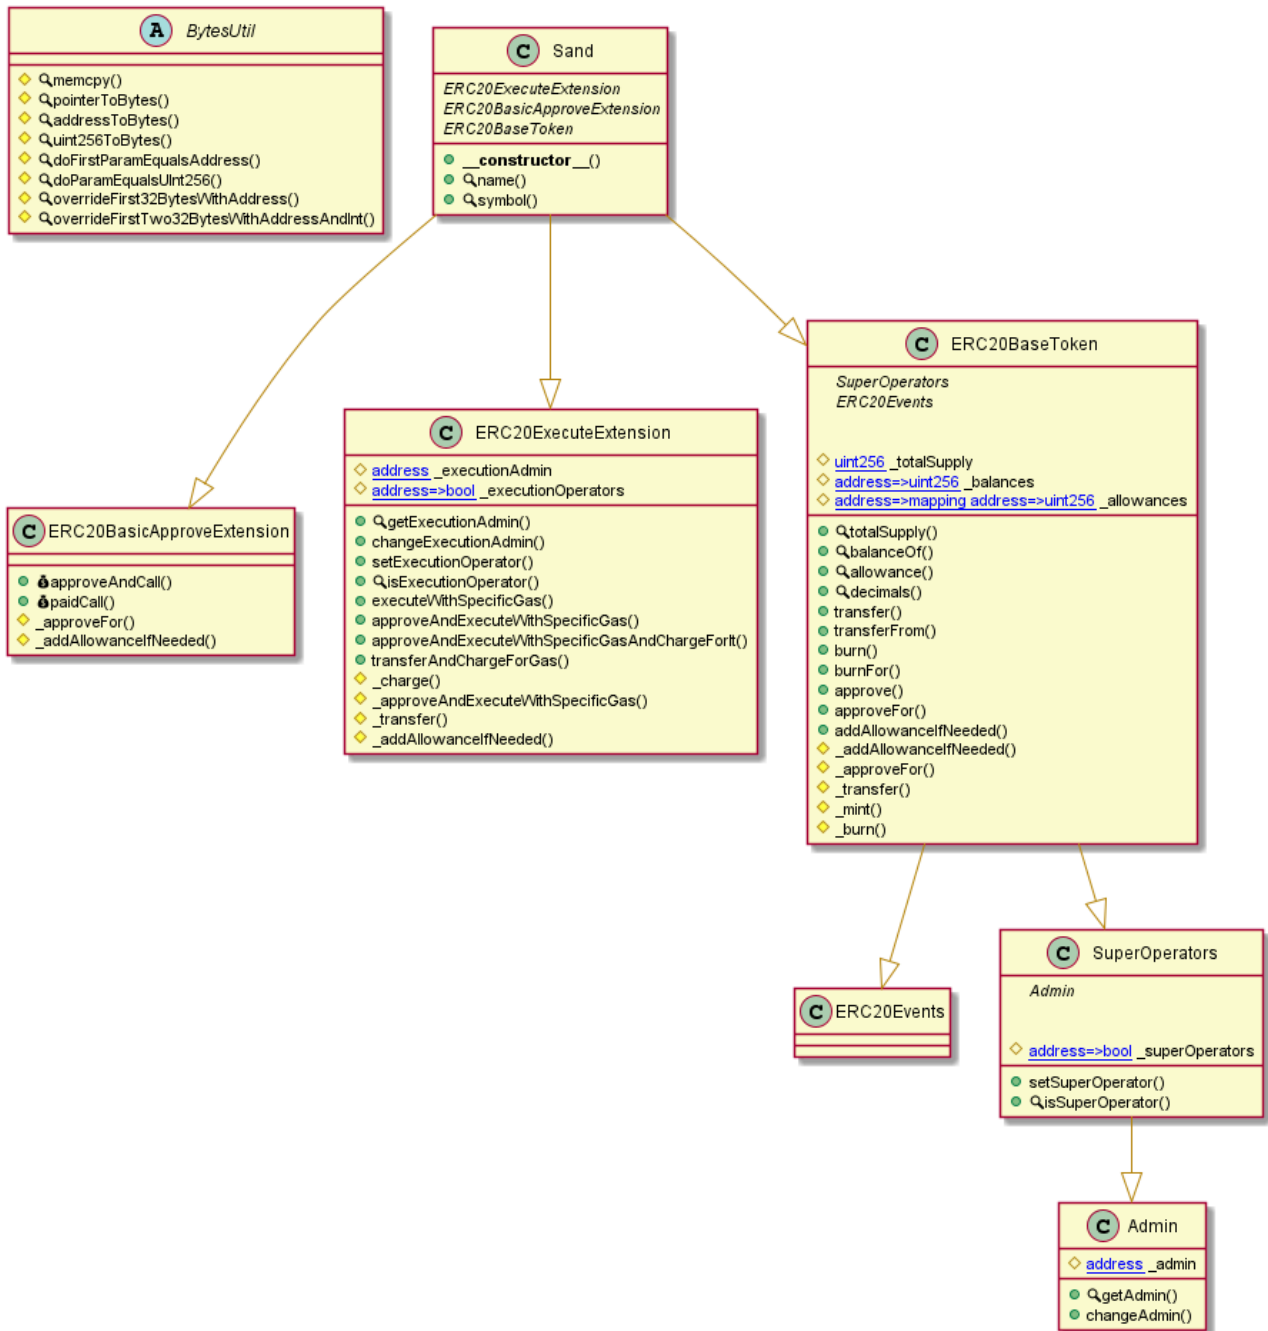 A BytesUtil
memcpy()
pointerToBytes()
addressToBytes()
uint256ToBytes()
doFirstParamEqualsAddress()
doParamEqualsUInt256()
overrideFirst32BytesWithAddress()
overrideFirstTwo32BytesWithAddressAndInt()
C Sand
ERC20ExecuteExtension
ERC20BasicApproveExtension
ERC20BaseToken
__constructor__()
name()
symbol()
C ERC20BaseToken
SuperOperators
ERC20Events
uint256 _totalSupply
address=>uint256 _balances
address=>mapping address=>uint256 _allowances
totalSupply()
balanceOf()
allowance()
decimals()
transfer()
transferFrom()
burn()
burnFor()
approve()
approveFor()
addAllowanceIfNeeded()
_addAllowanceIfNeeded()
_approveFor()
_transfer()
_mint()
_burn()
C ERC20ExecuteExtension
address _executionAdmin
address=>bool _executionOperators
getExecutionAdmin()
changeExecutionAdmin()
setExecutionOperator()
isExecutionOperator()
executeWithSpecificGas()
approveAndExecuteWithSpecificGas()
approveAndExecuteWithSpecificGasAndChargeForIt()
transferAndChargeForGas()
_charge()
_approveAndExecuteWithSpecificGas()
_transfer()
_addAllowanceIfNeeded()
C ERC20BasicApproveExtension
approveAndCall()
paidCall()
_approveFor()
_addAllowanceIfNeeded()
C ERC20Events
C SuperOperators
Admin
address=>bool _superOperators
setSuperOperator()
isSuperOperator()
C Admin
address _admin
getAdmin()
changeAdmin()